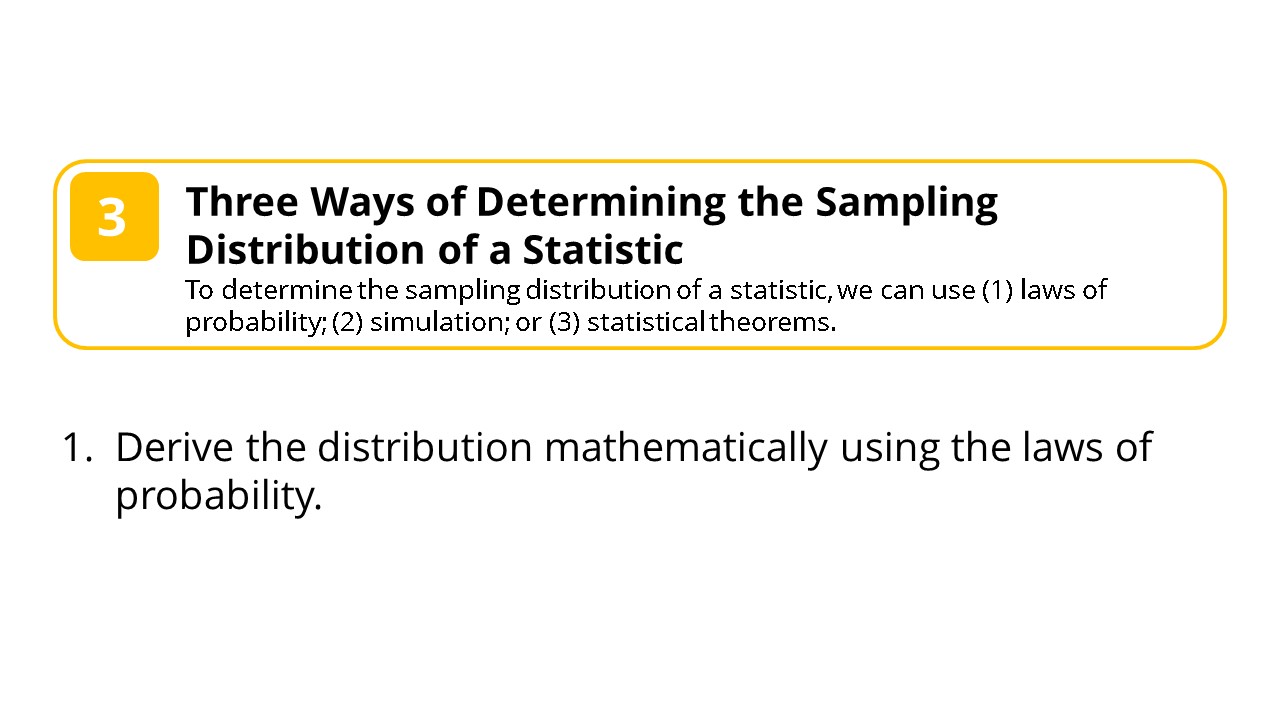 3
Three Ways of Determining the Sampling
Distribution of a Statistic
To determine the sampling distribution of a statistic, we can use (1) laws of
probability; (2) simulation; or (3) statistical theorems.
1. Derive the distribution mathematically using the laws of
probability.